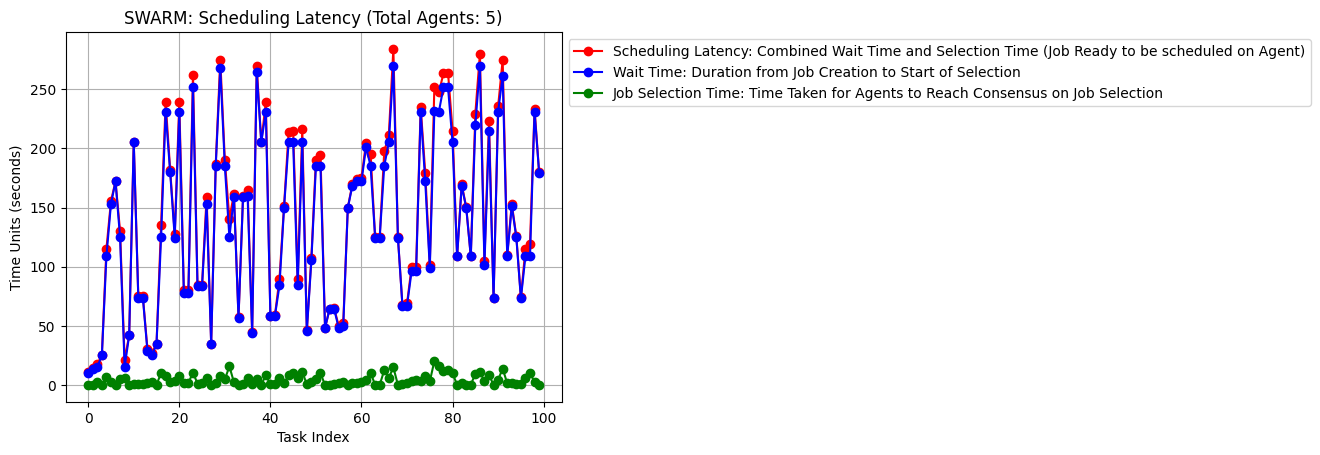 SWARM: Scheduling Latency (Total Agents: 5)
Scheduling Latency: Combined Wait Time and Selection Time (Job Ready to be scheduled on Agent)
Wait Time: Duration from Job Creation to Start of Selection
Job Selection Time: Time Taken for Agents to Reach Consensus on Job Selection
Time Units (seconds)
250
200
150
100
50
0
0 20 40 60 80 100
Task Index